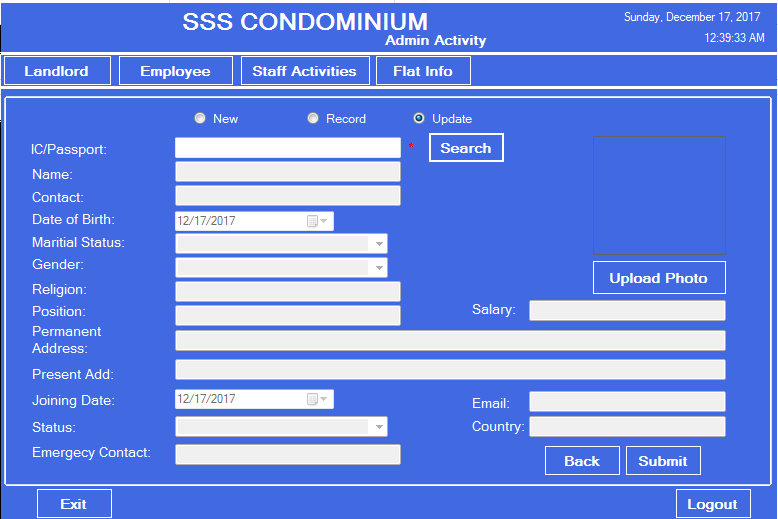 SSS CONDOMINIUM
Admin Activity
Sunday, December 17, 2017
12:39:33 AM
Landlord Employee Staff Activities Flat Info
New Record Update
IC/Passport: * Search
Name:
Contact:
Date of Birth: 12/17/2017
Maritial Status:
Gender:
Religion:
Upload Photo
Position:
Salary:
Permanent
Address:
Present Add:
Joining Date: 12/17/2017
Email:
Status:
Country:
Emergecy Contact:
Back Submit
Exit Logout